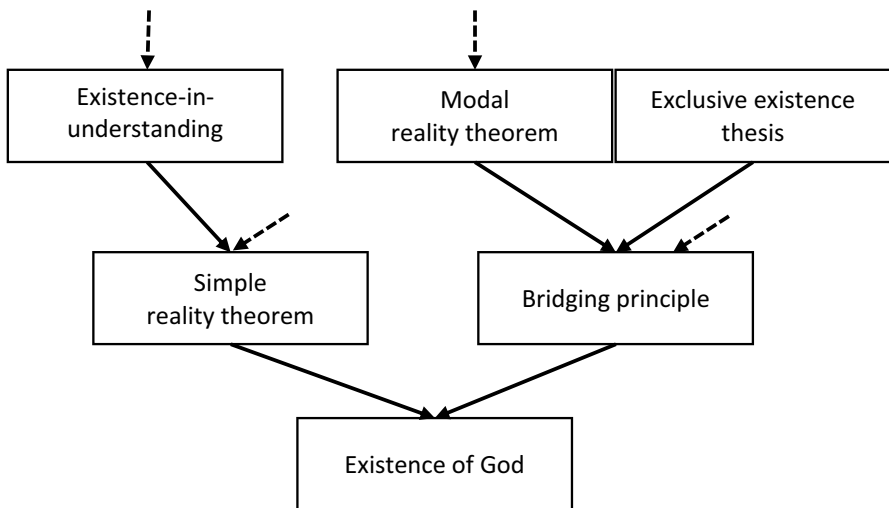 Existence-in-
understanding
Modal
reality theorem
Exclusive existence
thesis
Simple
reality theorem
Bridging principle
Existence of God